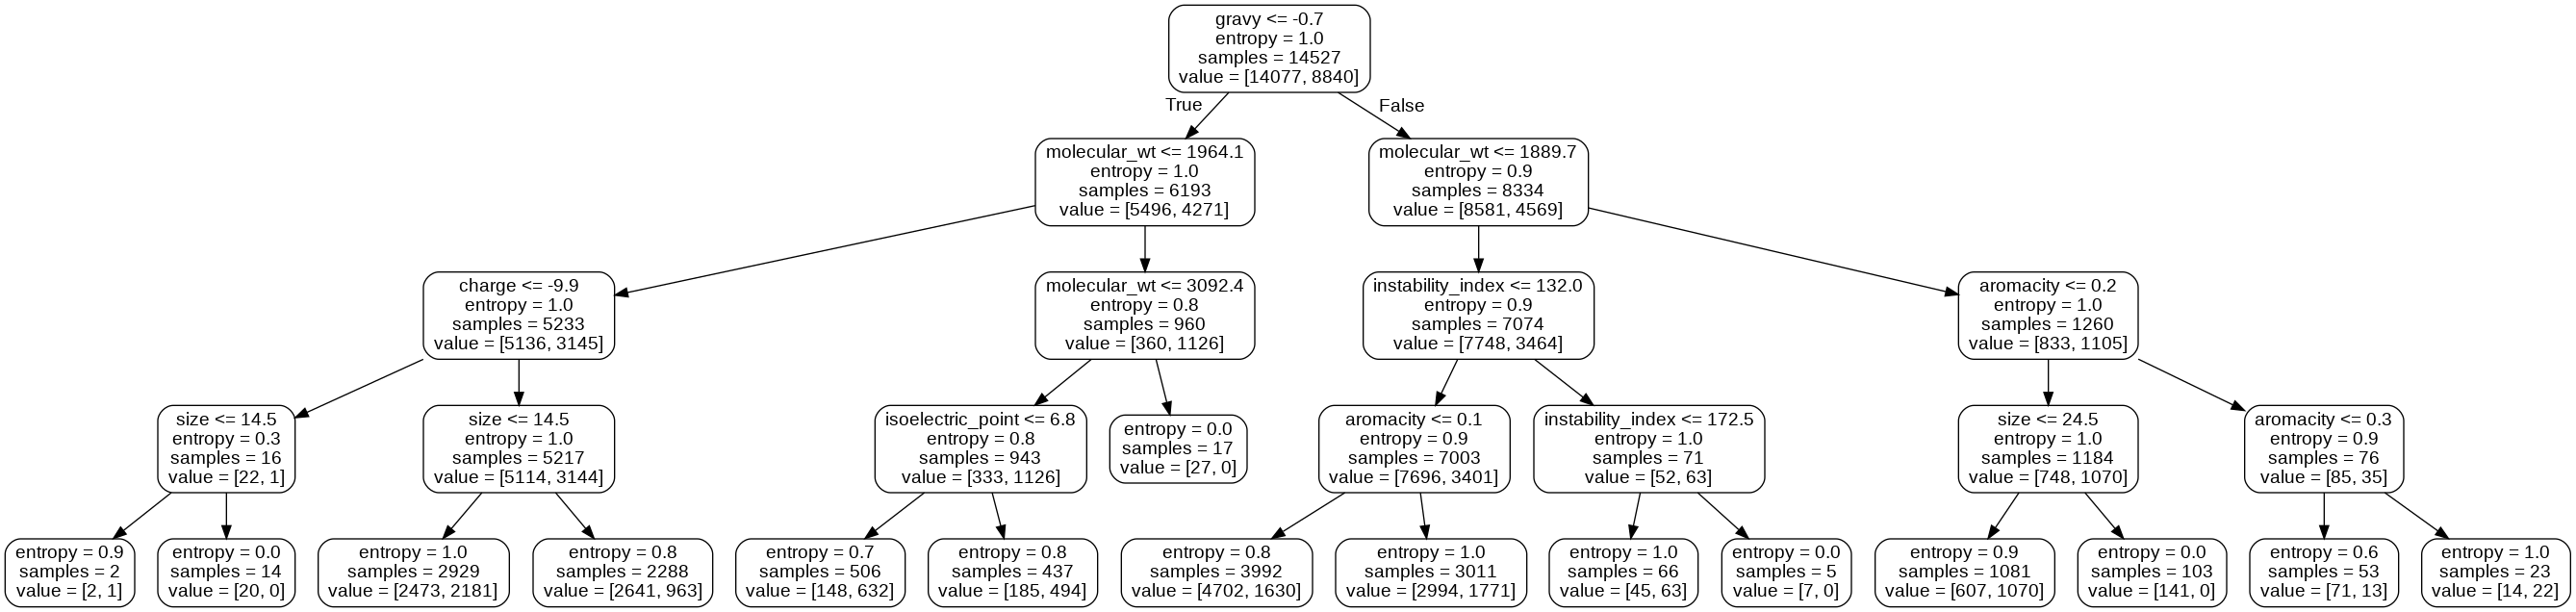 gravy <= -0.7
entropy = 1.0
samples = 14527
value = [14077, 8840]
True
False
molecular_wt <= 1964.1
entropy = 1.0
samples = 6193
value = [5496, 4271]
molecular_wt <= 1889.7
entropy = 0.9
samples = 8334
value = [8581, 4569]
charge <= -9.9
entropy = 1.0
samples = 5233
value = [5136, 3145]
molecular_wt <= 3092.4
entropy = 0.8
samples = 960
value = [360, 1126]
instability_index <= 132.0
entropy = 0.9
samples = 7074
value = [7748, 3464]
aromacity <= 0.2
entropy = 1.0
samples = 1260
value = [833, 1105]
size <= 14.5
entropy = 0.3
samples = 16
value = [22, 1]
size <= 14.5
entropy = 1.0
samples = 5217
value = [5114, 3144]
isoelectric_point <= 6.8
entropy = 0.8
samples = 943
value = [333, 1126]
entropy = 0.0
samples = 17
value = [27, 0]
aromacity <= 0.1
entropy = 0.9
samples = 7003
value = [7696, 3401]
instability_index <= 172.5
entropy = 1.0
samples = 71
value = [52, 63]
size <= 24.5
entropy = 1.0
samples = 1184
value = [748, 1070]
aromacity <= 0.3
entropy = 0.9
samples = 76
value = [85, 35]
entropy = 0.9
samples = 2
value = [2, 1]
entropy = 0.0
samples = 14
value = [20, 0]
entropy = 1.0
samples = 2929
value = [2473, 2181]
entropy = 0.8
samples = 2288
value = [2641, 963]
entropy = 0.7
samples = 506
value = [148, 632]
entropy = 0.8
samples = 437
value = [185, 494]
entropy = 0.8
samples = 3992
value = [4702, 1630]
entropy = 1.0
samples = 3011
value = [2994, 1771]
entropy = 1.0
samples = 66
value = [45, 63]
entropy = 0.0
samples = 5
value = [7, 0]
entropy = 0.9
samples = 1081
value = [607, 1070]
entropy = 0.0
samples = 103
value = [141, 0]
entropy = 0.6
samples = 53
value = [71, 13]
entropy = 1.0
samples = 23
value = [14, 22]